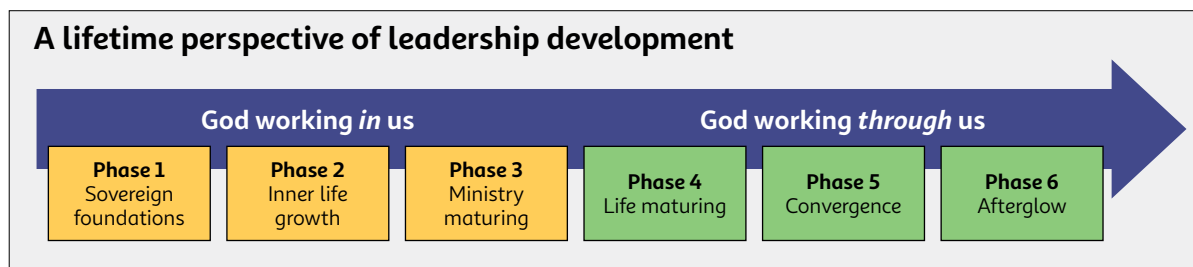 A lifetime perspective of leadership development
God working in us
God working through us
Phase 1
Sovereign
foundations
Phase 2
Inner life
growth
Phase 3
Ministry
maturing
Phase 4
Life maturing
Phase 5
Convergence
Phase 6
Afterglow